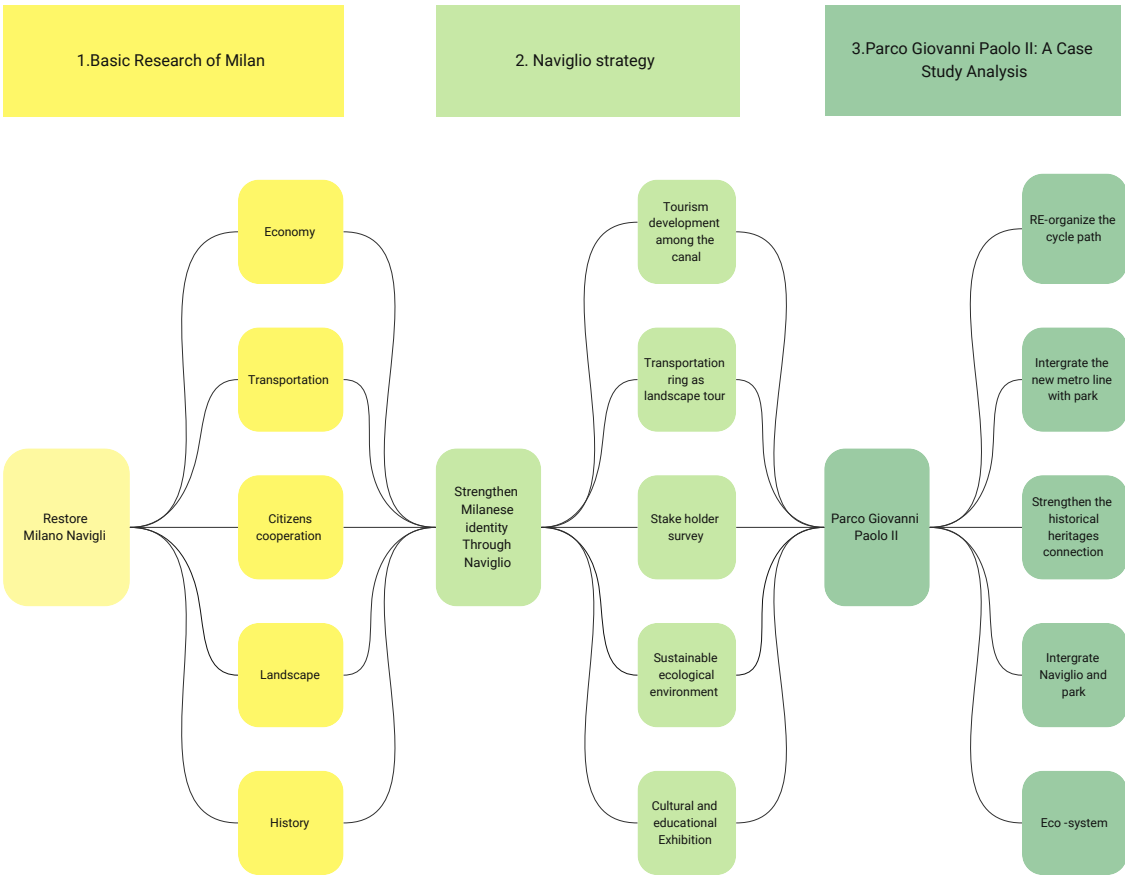 1.Basic Research of Milan
2. Naviglio strategy
3.Parco Giovanni Paolo II: A Case
Study Analysis
Restore
Milano Navigli
Economy
Transportation
Citizens
cooperation
Landscape
History
Strengthen
Milanese
identity
Through
Naviglio
Tourism
development
among the
canal
Transportation
ring as
landscape tour
Stake holder
survey
Sustainable
ecological
environment
Cultural and
educational
Exhibition
Parco Giovanni
Paolo II
RE-organize the
cycle path
Intergrate the
new metro line
with park
Strengthen the
historical
heritages
connection
Intergrate
Naviglio and
park
Eco -system